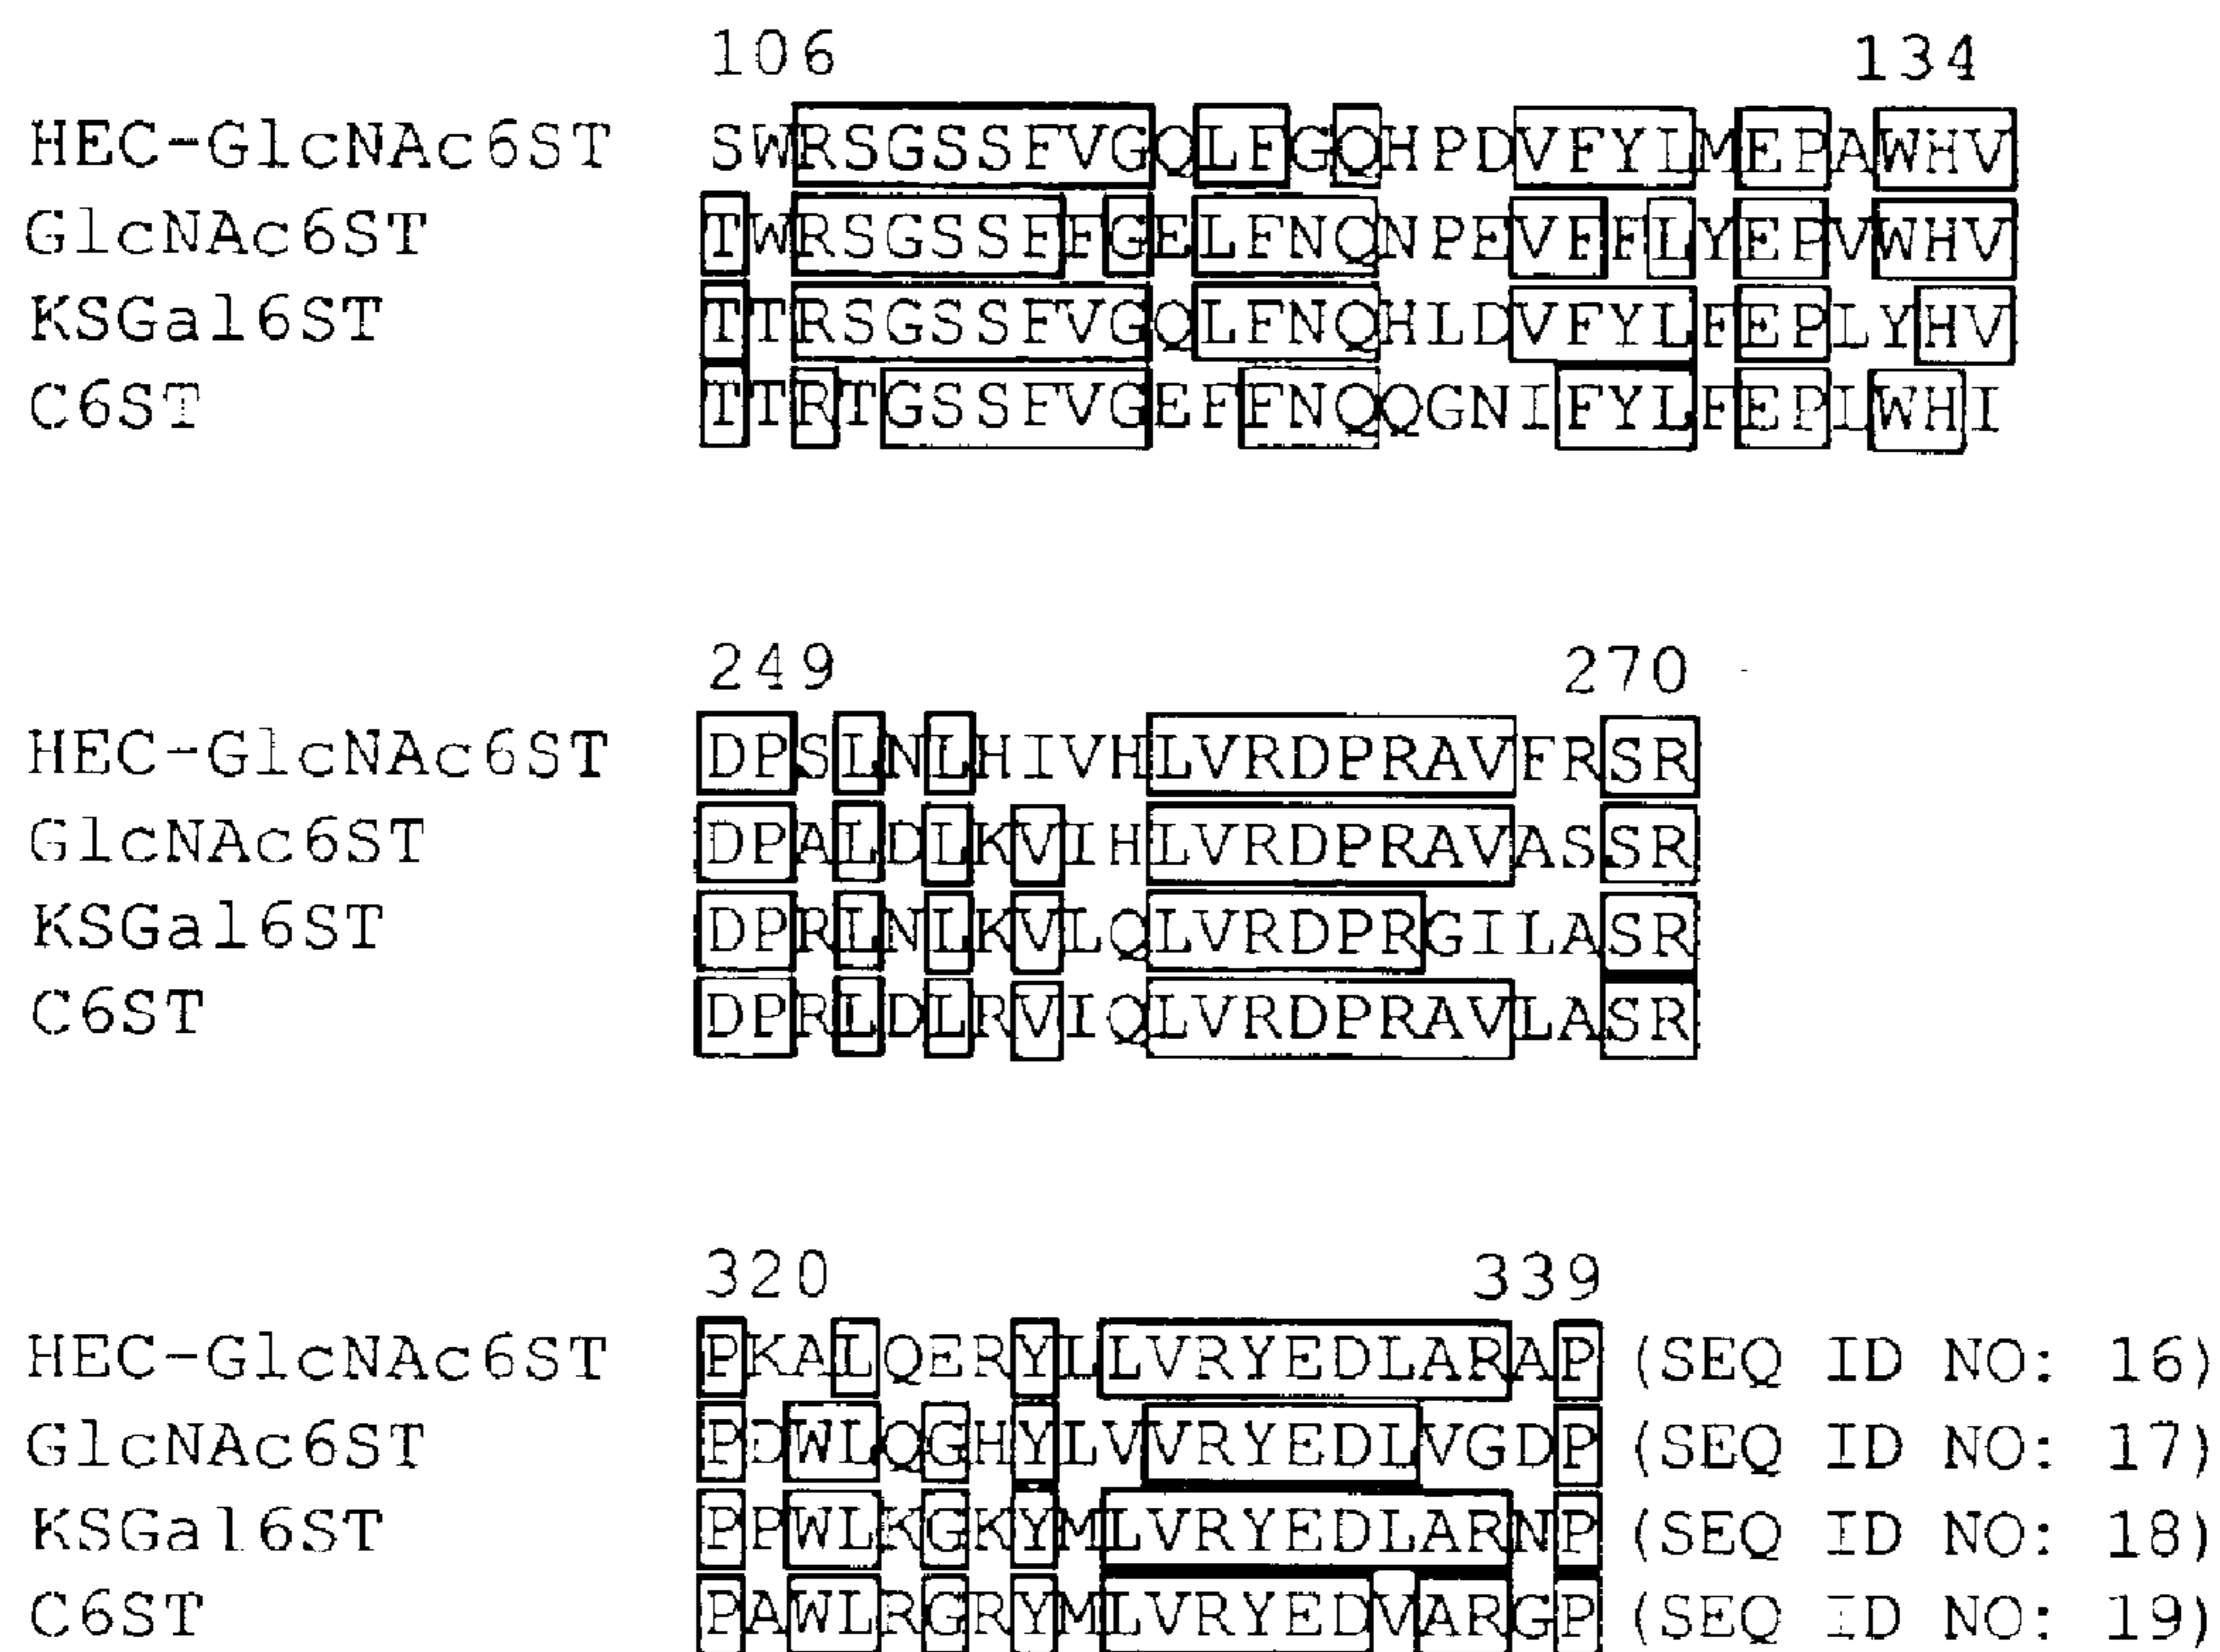 106 134
HEC-GlcNAc6ST SWRSGSSFVGQLFGQHPDVFYLMEPAWHV
GlcNAc6ST TWRSGSSFFGELFNQNPEVFFLYEPVWHV
KSGal6ST TTRSGSSFVGQLFNQHLDVFYLFEPLYHV
C6ST TTRTGSSFVGEFFNQQGNIFYLFEPLWHI
249 270
HEC-GlcNAc6ST DPSLNLHIVHLVRDPRAVFRSR
GlcNAc6ST DPALDLKVIHLVRDPRAVASSR
KSGal6ST DPRLNLKVLQLVRDPRGILASR
C6ST DPRLDLRVIQLVRDPRAVLASR
320 339
HEC-GlcNAc6ST PKALQERYLLVRYEDLARAP (SEQ ID NO: 16)
GlcNAc6ST PDWLQGHYLVVRYEDLVGDP (SEQ ID NO: 17)
KSGal6ST PPWLKGKYMLVRYEDLARNP (SEQ ID NO: 18)
C6ST PAWLRGRYMLVRYEDVARGP (SEQ ID NO: 19)